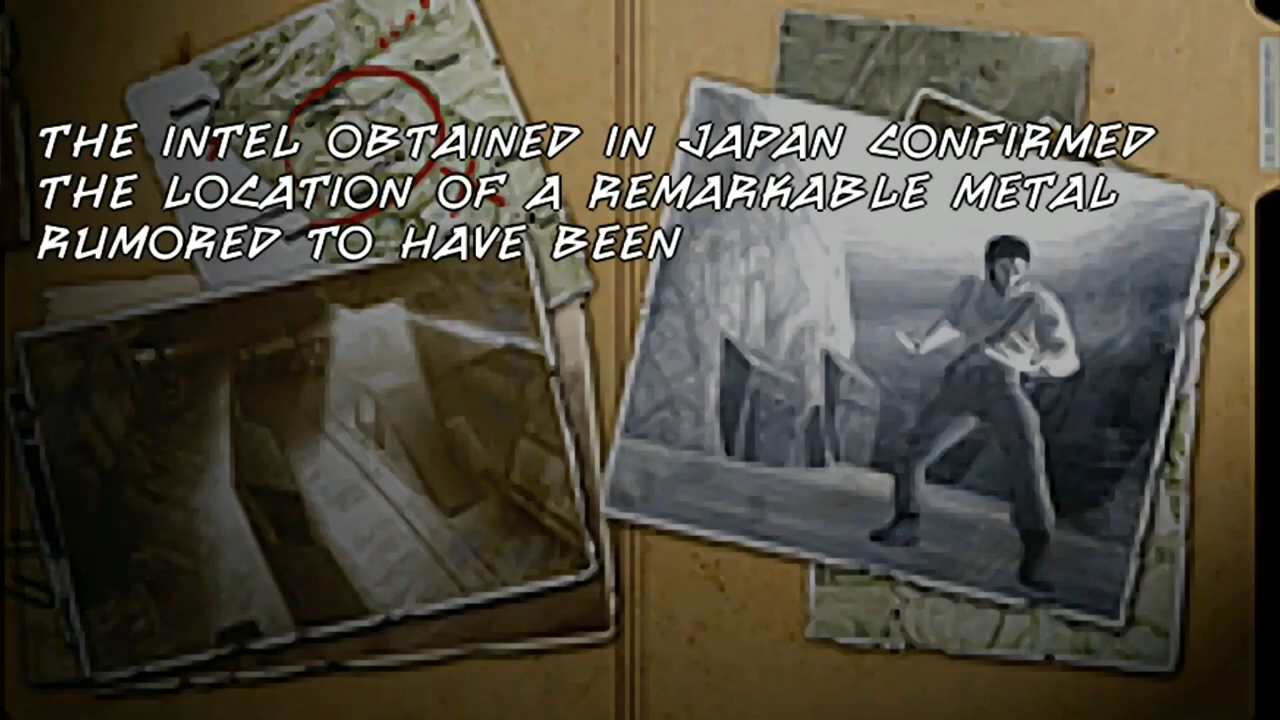 THE INTEL OBTAINED IN JAPAN CONFIRMED
THE LOCATION OF A REMARKABLE METAL
RUMORED TO HAVE BEEN